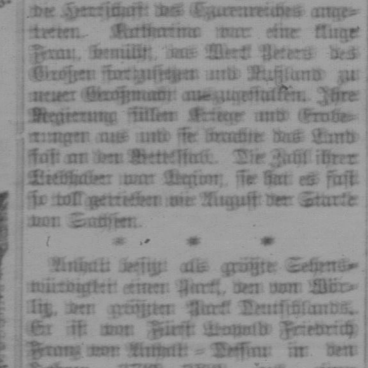 die Herrschaft des Czarenreiches ange-
treten. Katharina war eine kluge
Frau, bemüht, das Werk Peters des
Großen fortzusetzen und Rußland zu
neuer Großmacht auszugestalten. Ihre
Regierung füllen Kriege und Erobe-
rungen aus und sie brachte das Land
fast an den Bettelstab. Die Zahl ihrer
Liebhaber war Legion, sie hat es fast
so toll getrieben wie August der Starke
von Sachsen.
* * *
Anhalt besitzt als größte Sehens-
würdigkeit einen Park, den von Wör-
litz, den größten Park Deutschlands.
Er ist von Fürst Leopold Friedrich
Franz von Anhalt-Dessau in den